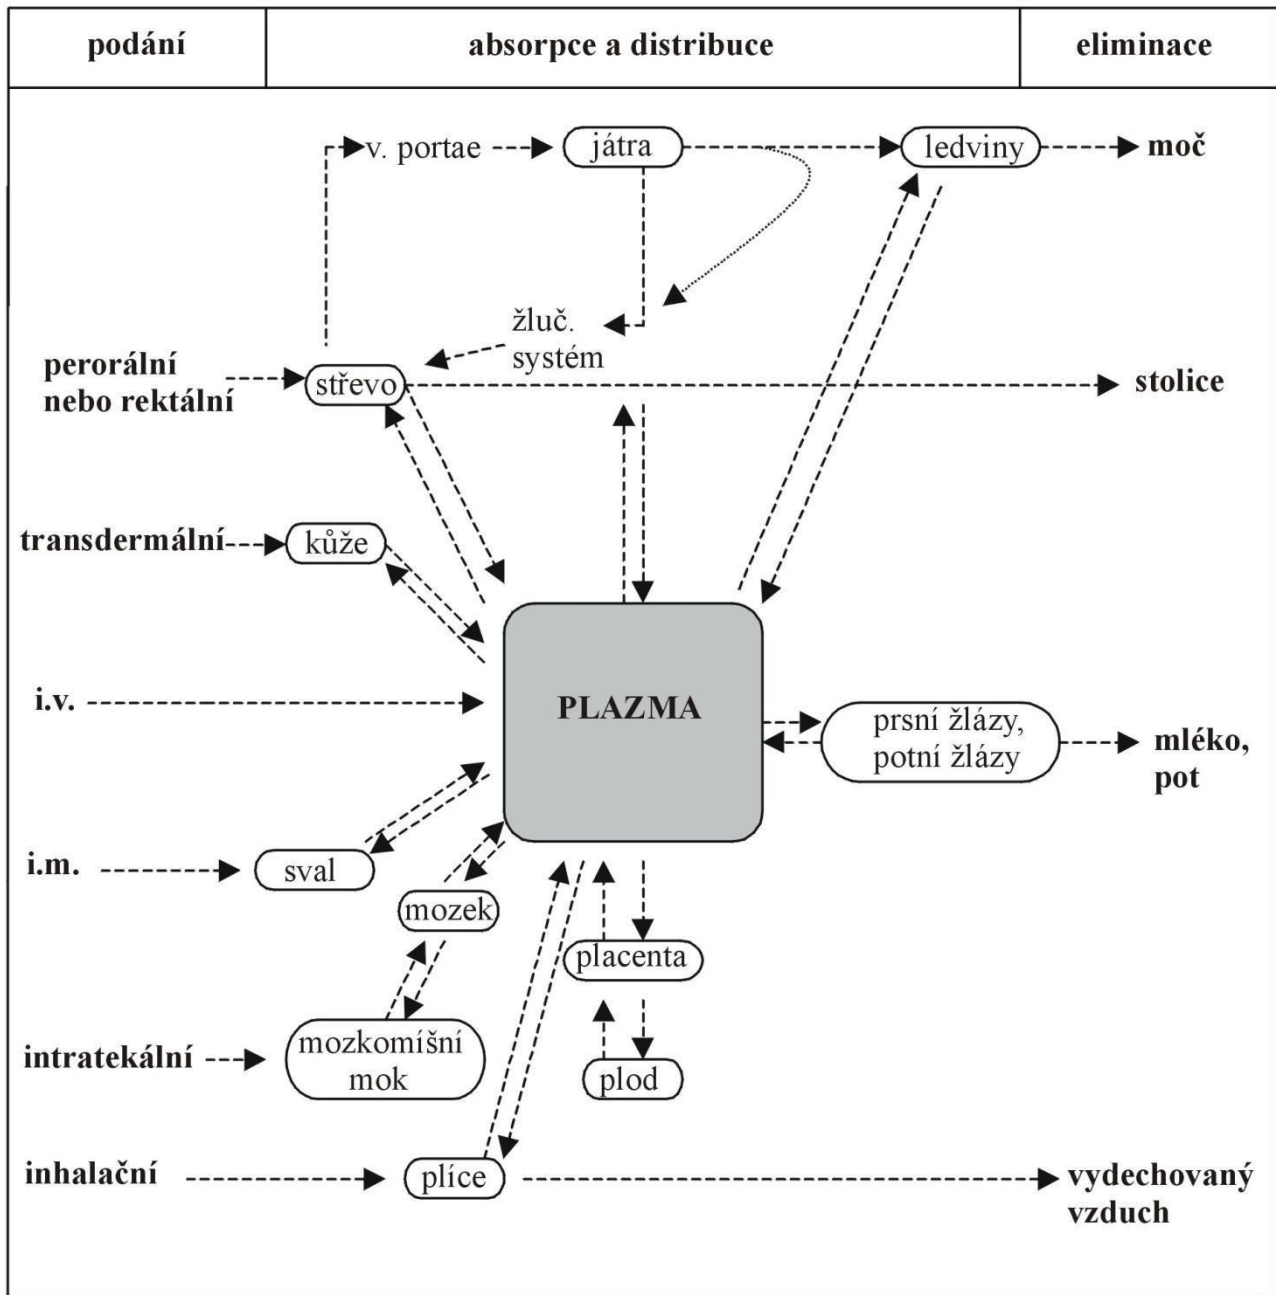 podání
absorpce a distribuce
eliminace
v. portae
játra
ledviny
moč
žluč.
systém
perorální
nebo rektální
střevo
stolice
transdermální
kůže
i.v.
PLAZMA
prsní žlázy,
potní žlázy
mléko,
pot
i.m.
sval
mozek
placenta
intratekální
mozkomíšní
mok
plod
inhalační
plíce
vydechovaný
vzduch